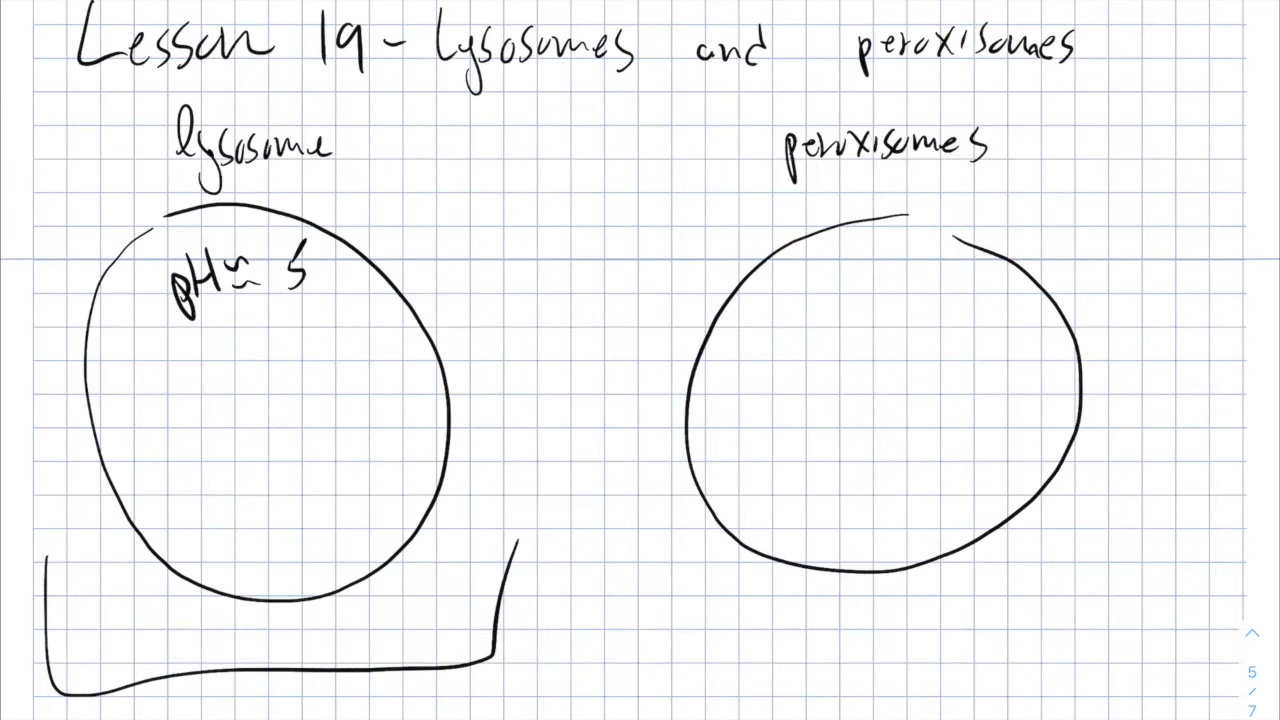 Lesson 19 - Lysosomes and peroxisomes
lysosome
peroxisomes
pH ≈ 5
5
/
7